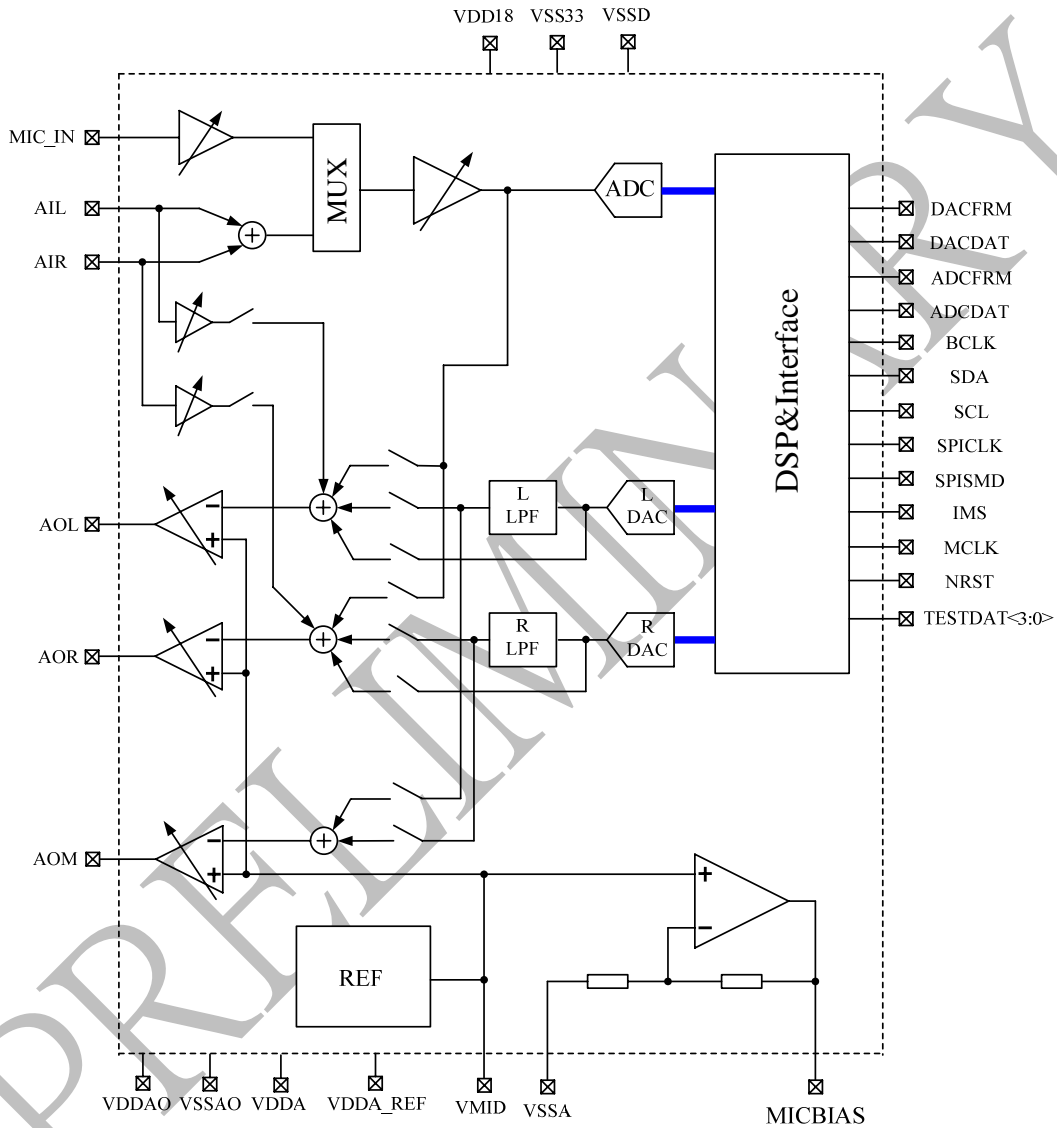 VDD18 VSS33 VSSD
MIC_IN
AIL
AIR
MUX
ADC
DSP&Interface
DACFRM
DACDAT
ADCFRM
ADCDAT
BCLK
SDA
SCL
SPICLK
SPISMD
IMS
MCLK
NRST
TESTDAT<3:0>
L
LPF
L
DAC
R
LPF
R
DAC
AOL
AOR
AOM
REF
VDDAO VSSAO VDDA VDDA_REF VMID VSSA MICBIAS
PRELIMINARY